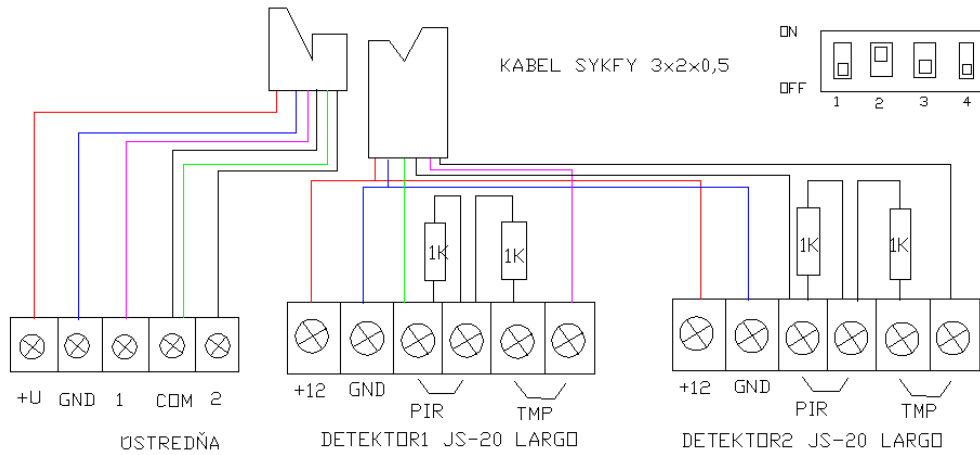 KABEL SYKFY 3x2x0,5
ON
OFF
1 2 3 4
1K 1K 1K 1K
+U GND 1 COM 2
+12 GND PIR TMP
+12 GND PIR TMP
ÚSTREDŇA
DETEKTOR1 JS-20 LARGO
DETEKTOR2 JS-20 LARGO